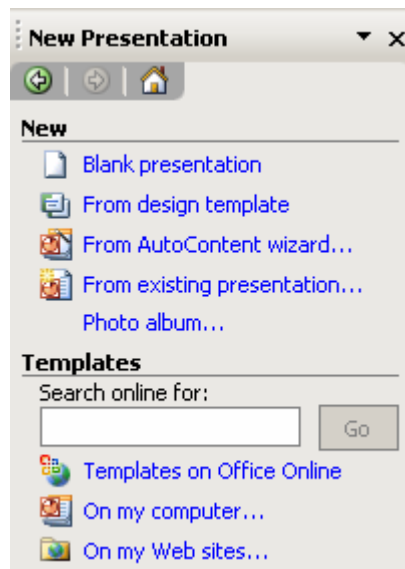 New Presentation
New
Blank presentation
From design template
From AutoContent wizard...
From existing presentation...
Photo album...
Templates
Search online for:
Go
Templates on Office Online
On my computer...
On my Web sites...